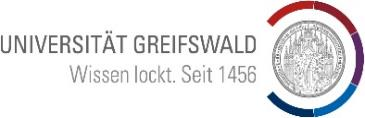 UNIVERSITÄT GREIFSWALD
Wissen lockt. Seit 1456